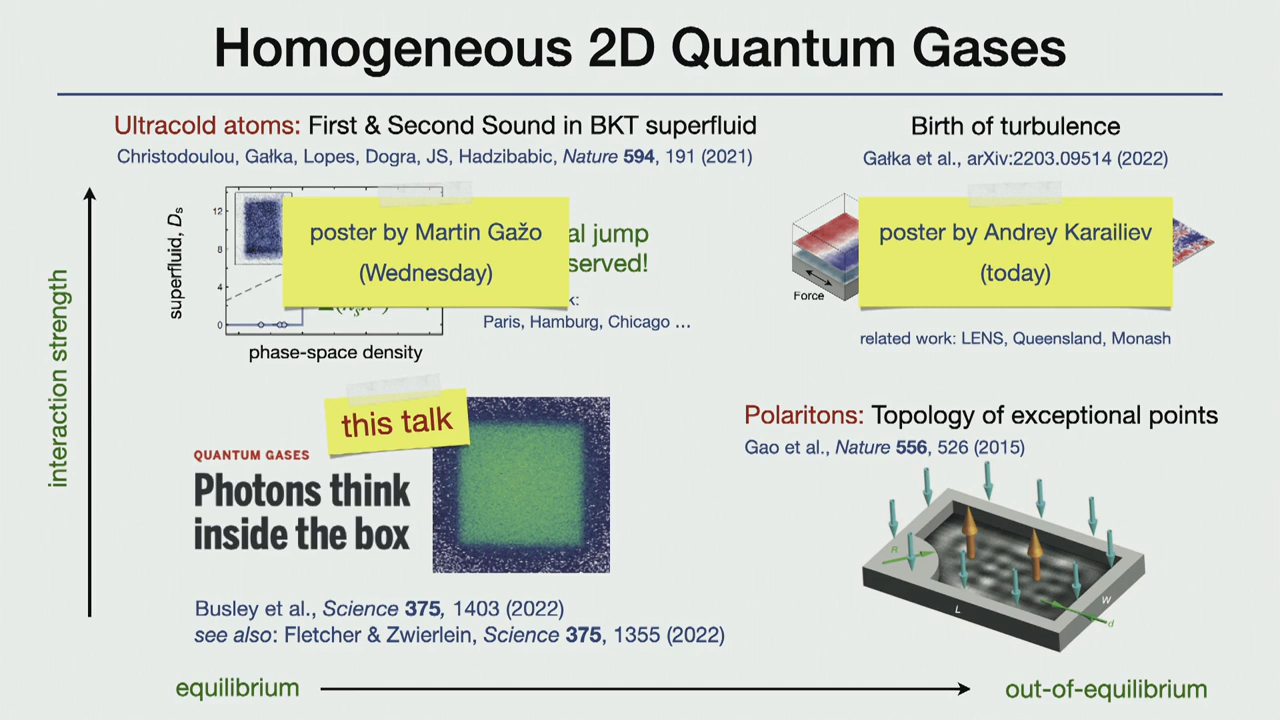 Homogeneous 2D Quantum Gases
Ultracold atoms: First & Second Sound in BKT superfluid
Christodoulou, Gałka, Lopes, Dogra, JS, Hadzibabic, Nature 594, 191 (2021)
Birth of turbulence
Gałka et al., arXiv:2203.09514 (2022)
interaction strength
superfluid, Ds
12
8
4
0
poster by Martin Gažo
(Wednesday)
al jump
served!
k:
Paris, Hamburg, Chicago ...
phase-space density
poster by Andrey Karailiev
(today)
Force
related work: LENS, Queensland, Monash
this talk
QUANTUM GASES
Photons think
inside the box
Busley et al., Science 375, 1403 (2022)
see also: Fletcher & Zwierlein, Science 375, 1355 (2022)
Polaritons: Topology of exceptional points
Gao et al., Nature 556, 526 (2015)
R
L
W
d
equilibrium
out-of-equilibrium